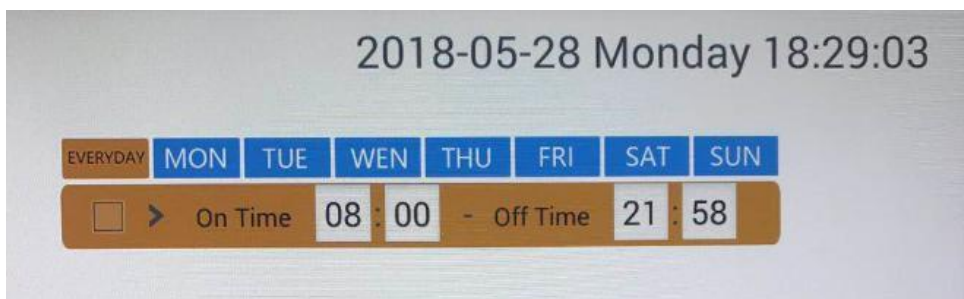 2018-05-28 Monday 18:29:03
EVERYDAY MON TUE WEN THU FRI SAT SUN
> On Time 08 : 00 - Off Time 21 : 58